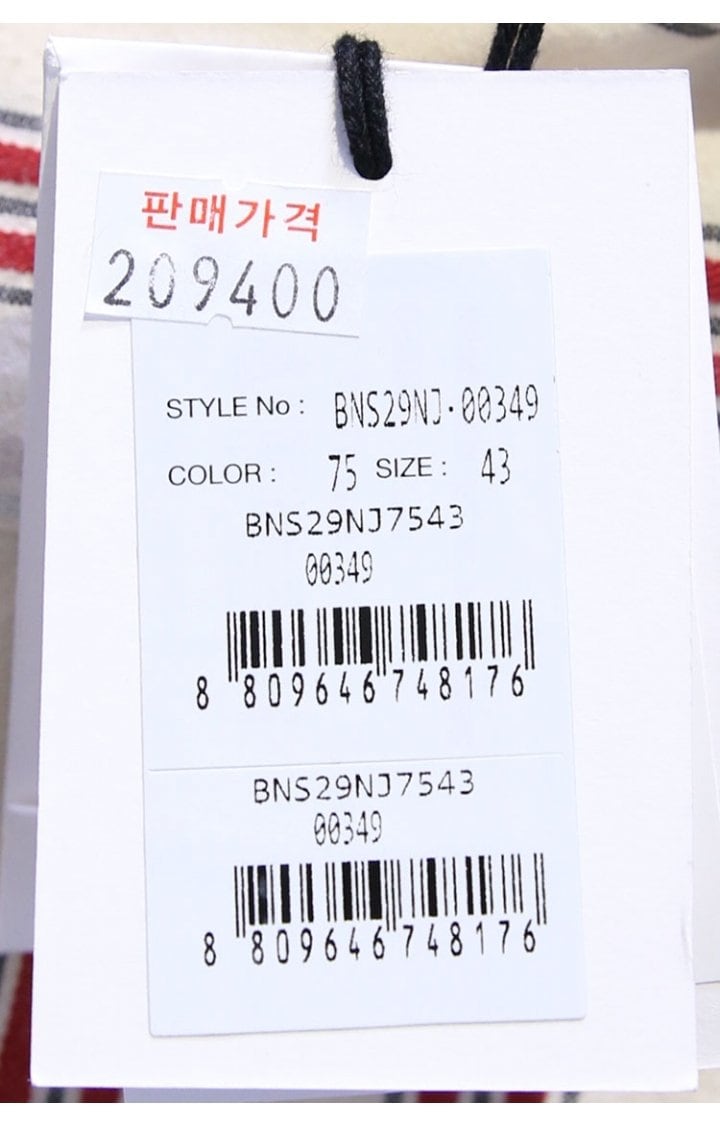 판매가격
209400
STYLE No : BNS29NJ·00349
COLOR : 75 SIZE : 43
BNS29NJ7543
00349
8 809646 748176
BNS29NJ7543
00349
8 809646 748176